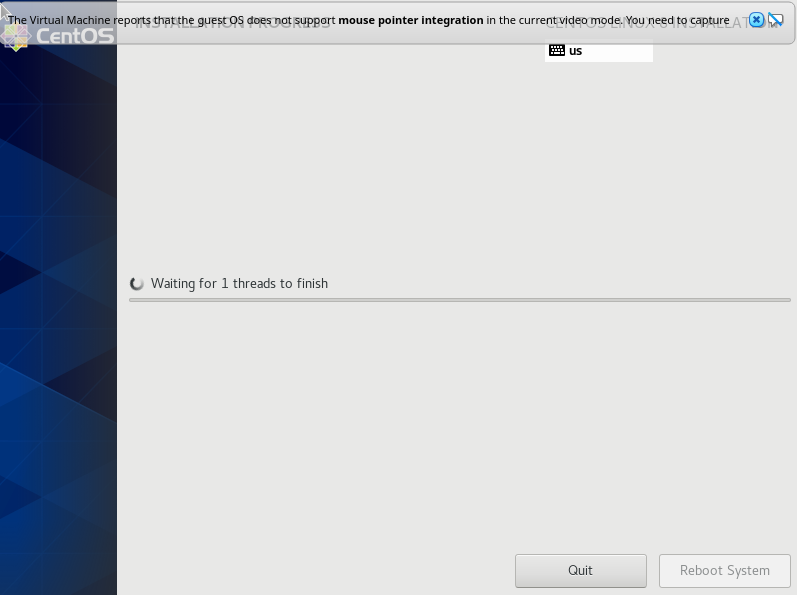 The Virtual Machine reports that the guest OS does not support mouse pointer integration in the current video mode. You need to capture
INSTALLATION PROGRESS
CENTOS LINUX 8 INSTALLATION
CentOS
us
Waiting for 1 threads to finish
Quit
Reboot System